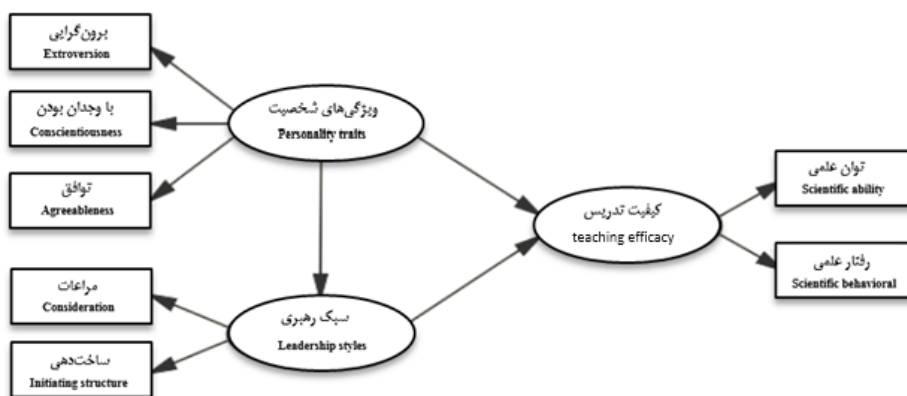 برون‌گرایی
Extroversion
با وجدان بودن
Conscientiousness
توافق
Agreeableness
مراعات
Consideration
ساخت‌دهی
Initiating structure
ویژگی‌های شخصیت
Personality traits
سبک رهبری
Leadership styles
کیفیت تدریس
teaching efficacy
توان علمی
Scientific ability
رفتار علمی
Scientific behavioral